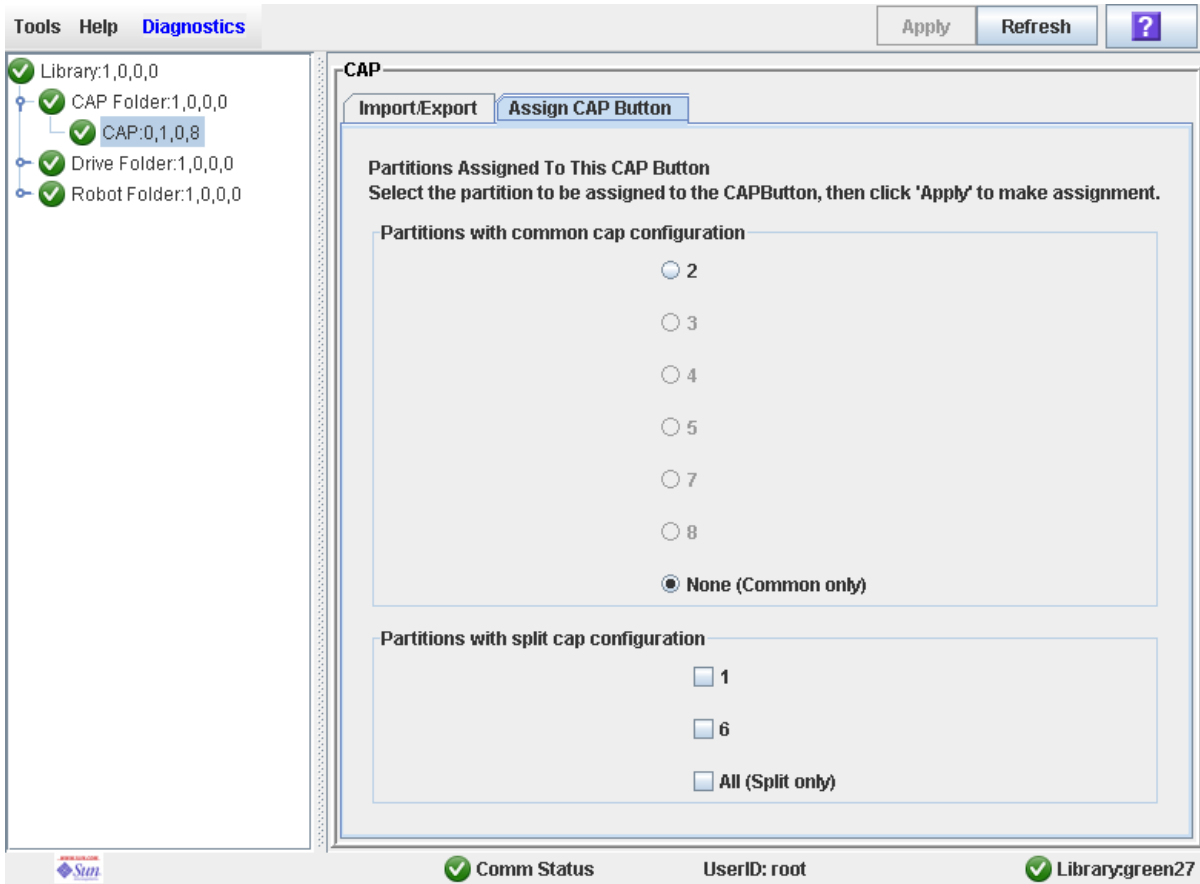 Tools Help Diagnostics
Apply Refresh ?
Library:1,0,0,0
CAP Folder:1,0,0,0
CAP:0,1,0,8
Drive Folder:1,0,0,0
Robot Folder:1,0,0,0
CAP
Import/Export Assign CAP Button
Partitions Assigned To This CAP Button
Select the partition to be assigned to the CAPButton, then click 'Apply' to make assignment.
Partitions with common cap configuration
2
3
4
5
7
8
None (Common only)
Partitions with split cap configuration
1
6
All (Split only)
Sun
Comm Status
UserID: root
Library:green27